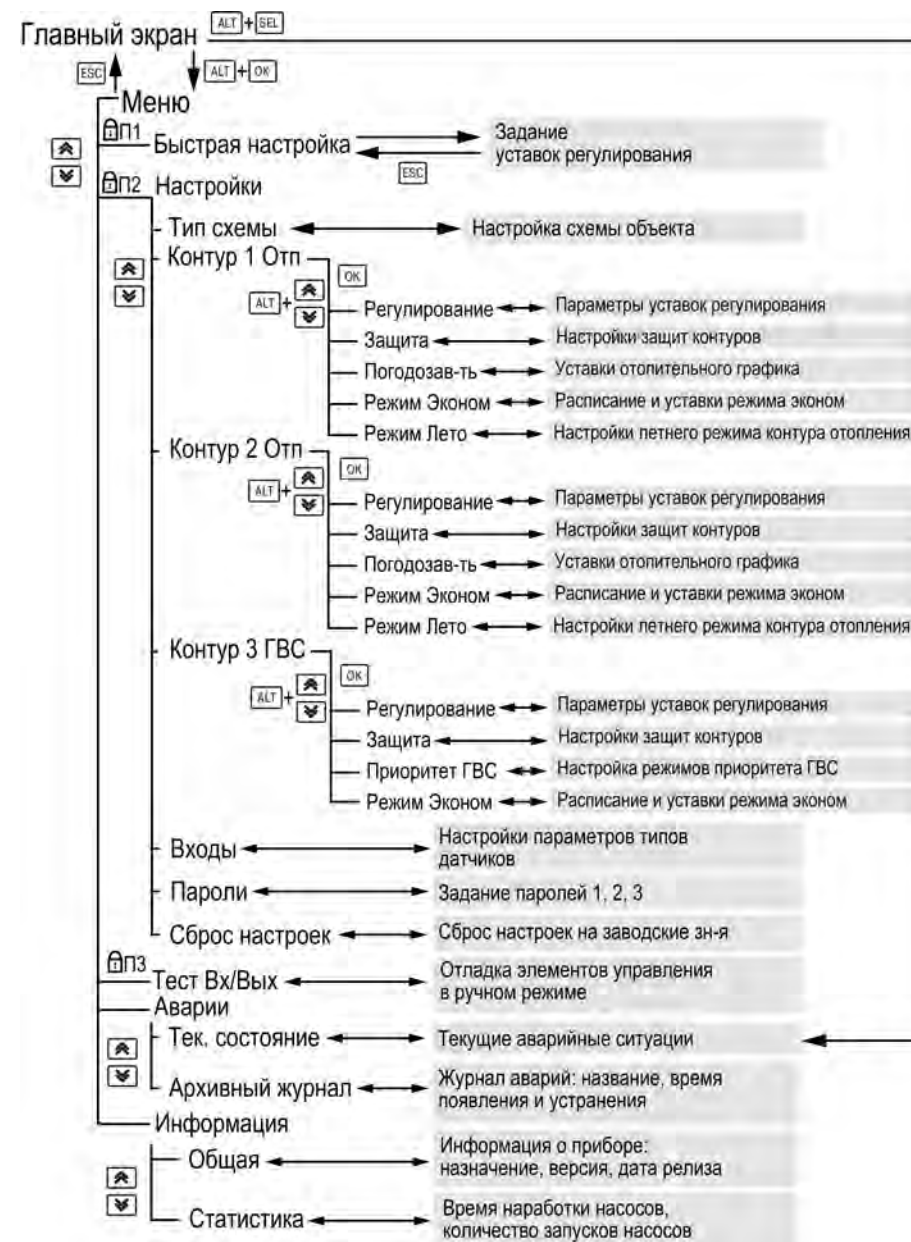 Главный экран ALT + SEL
ESC ALT + OK
Меню
П1
Быстрая настройка
Задание
уставок регулирования
ESC
П2 Настройки
Тип схемы Настройка схемы объекта
Контур 1 Отп
OK
ALT +
Регулирование Параметры уставок регулирования
Защита Настройки защит контуров
Погодозав-ть Уставки отопительного графика
Режим Эконом Расписание и уставки режима эконом
Режим Лето Настройки летнего режима контура отопления
Контур 2 Отп
OK
ALT +
Регулирование Параметры уставок регулирования
Защита Настройки защит контуров
Погодозав-ть Уставки отопительного графика
Режим Эконом Расписание и уставки режима эконом
Режим Лето Настройки летнего режима контура отопления
Контур 3 ГВС
OK
ALT +
Регулирование Параметры уставок регулирования
Защита Настройки защит контуров
Приоритет ГВС Настройка режимов приоритета ГВС
Режим Эконом Расписание и уставки режима эконом
Входы Настройки параметров типов
датчиков
Пароли Задание паролей 1, 2, 3
Сброс настроек Сброс настроек на заводские зн-я
П3
Тест Вх/Вых Отладка элементов управления
в ручном режиме
Аварии
Тек. состояние Текущие аварийные ситуации
Архивный журнал Журнал аварий: название, время
появления и устранения
Информация
Общая Информация о приборе:
назначение, версия, дата релиза
Статистика Время наработки насосов,
количество запусков насосов